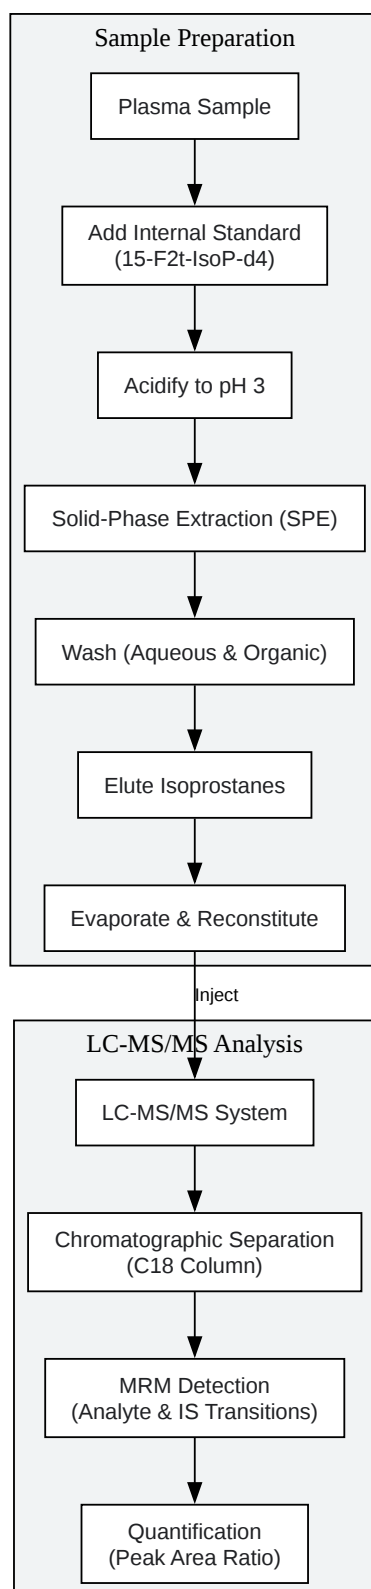 Sample Preparation
Plasma Sample
Add Internal Standard
(15-F2t-IsoP-d4)
Acidify to pH 3
Solid-Phase Extraction (SPE)
Wash (Aqueous & Organic)
Elute Isoprostanes
Evaporate & Reconstitute
Inject
LC-MS/MS Analysis
LC-MS/MS System
Chromatographic Separation
(C18 Column)
MRM Detection
(Analyte & IS Transitions)
Quantification
(Peak Area Ratio)